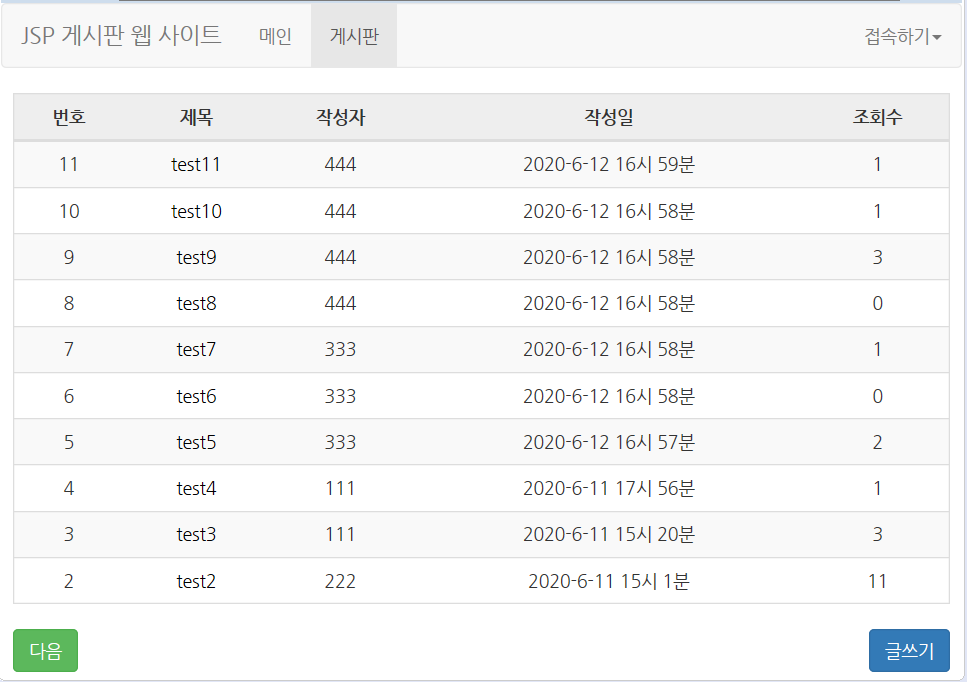 JSP 게시판 웹 사이트 메인 게시판 접속하기
번호 제목 작성자 작성일 조회수
11 test11 444 2020-6-12 16시 59분 1
10 test10 444 2020-6-12 16시 58분 1
9 test9 444 2020-6-12 16시 58분 3
8 test8 444 2020-6-12 16시 58분 0
7 test7 333 2020-6-12 16시 58분 1
6 test6 333 2020-6-12 16시 58분 0
5 test5 333 2020-6-12 16시 57분 2
4 test4 111 2020-6-11 17시 56분 1
3 test3 111 2020-6-11 15시 20분 3
2 test2 222 2020-6-11 15시 1분 11
다음 글쓰기